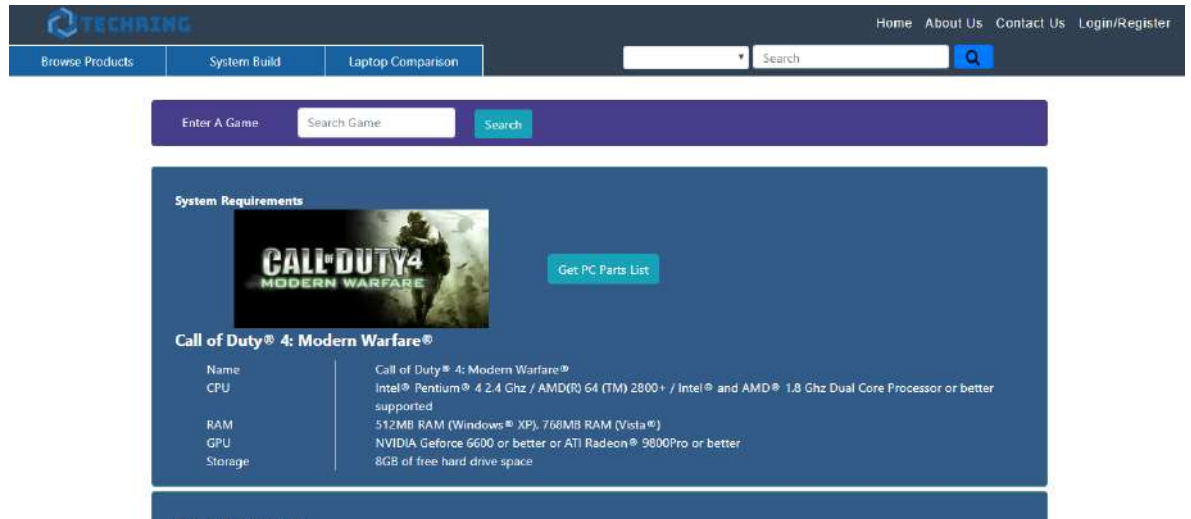 TECHRING
Home About Us Contact Us Login/Register
Browse Products System Build Laptop Comparison Search
Enter A Game Search Game Search
System Requirements
CALL OF DUTY 4
MODERN WARFARE
Get PC Parts List
Call of Duty® 4: Modern Warfare®
Name Call of Duty® 4: Modern Warfare®
CPU Intel® Pentium® 4 2.4 Ghz / AMD(R) 64 (TM) 2800+ / Intel® and AMD® 1.8 Ghz Dual Core Processor or better
supported
RAM 512MB RAM (Windows® XP), 768MB RAM (Vista®)
GPU NVIDIA Geforce 6600 or better or ATI Radeon® 9800Pro or better
Storage 8GB of free hard drive space